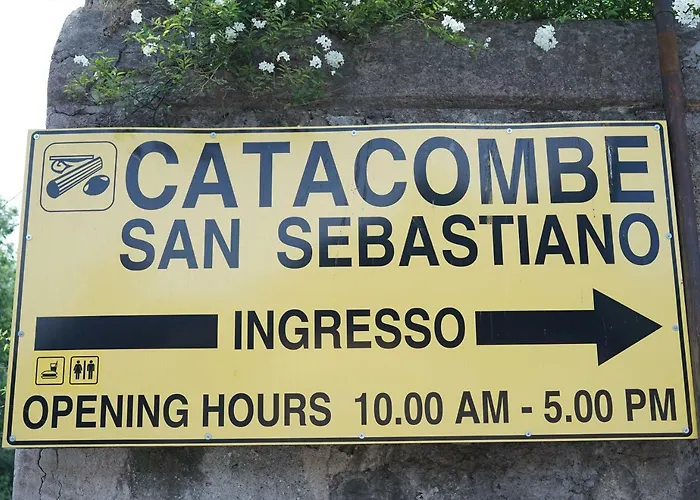 CATACOMBE
SAN SEBASTIANO
INGRESSO
OPENING HOURS 10.00 AM - 5.00 PM